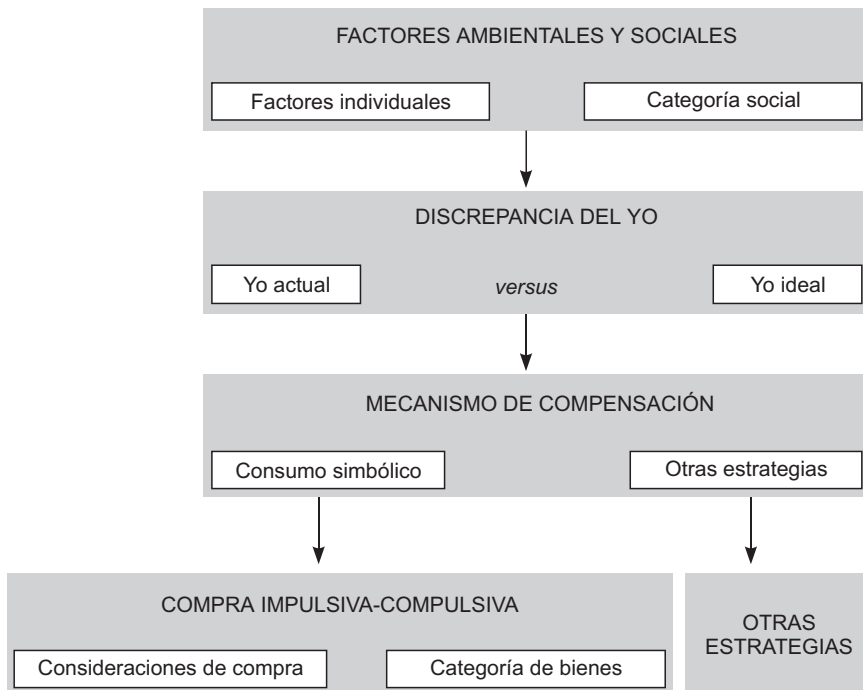 FACTORES AMBIENTALES Y SOCIALES
Factores individuales
Categoría social
DISCREPANCIA DEL YO
Yo actual
versus
Yo ideal
MECANISMO DE COMPENSACIÓN
Consumo simbólico
Otras estrategias
COMPRA IMPULSIVA-COMPULSIVA
Consideraciones de compra
Categoría de bienes
OTRAS
ESTRATEGIAS